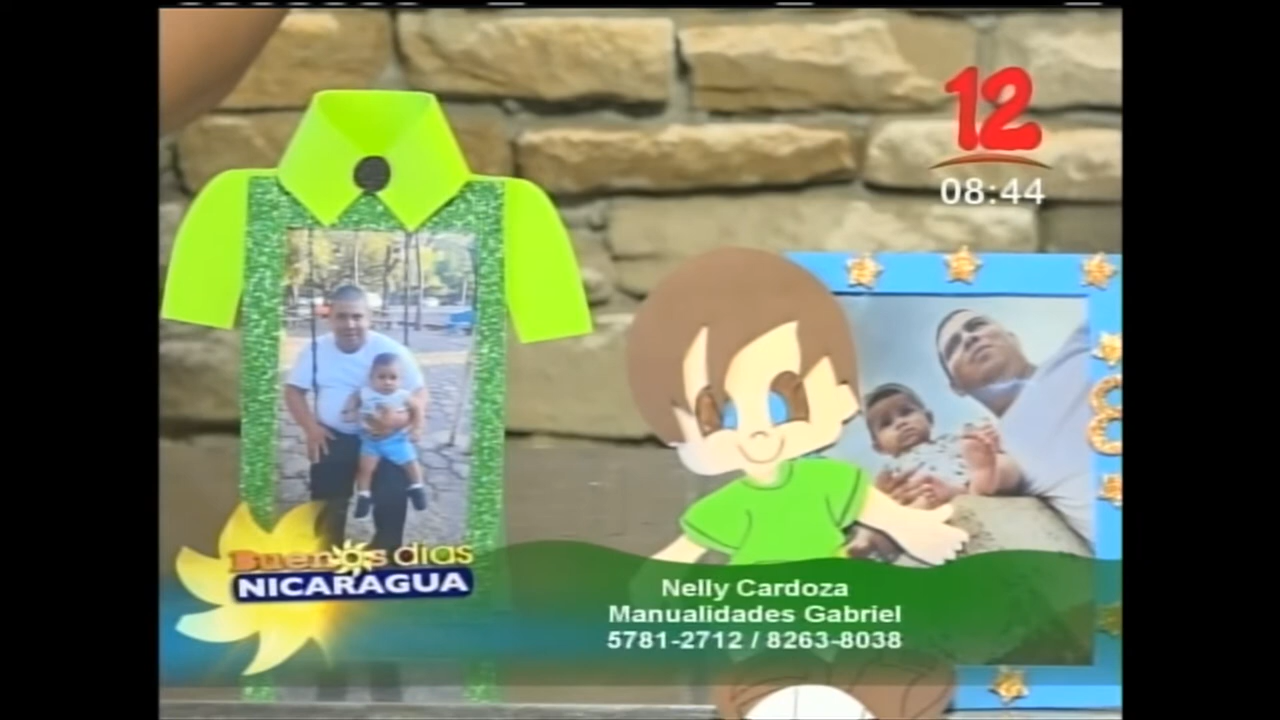 12
08:44
Buenos dias
NICARAGUA
Nelly Cardoza
Manualidades Gabriel
5781-2712 / 8263-8038